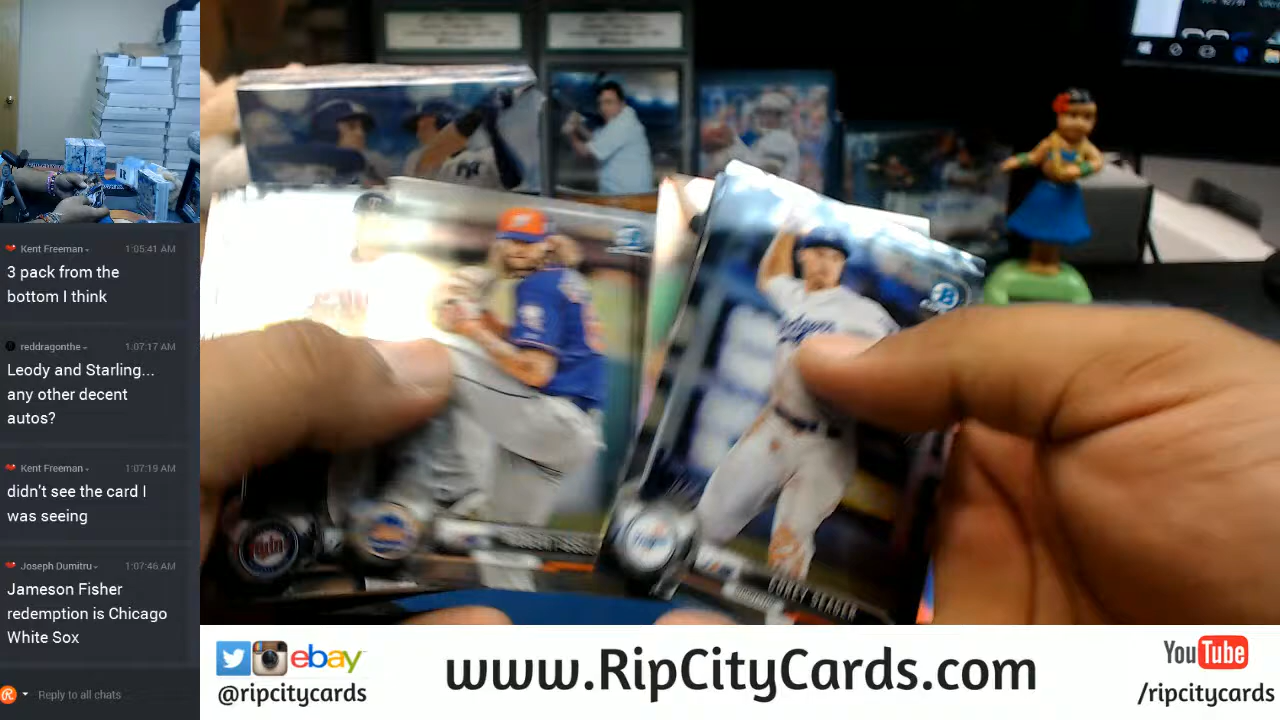 Kent Freeman
1:05:41 AM
3 pack from the
bottom I think
reddragonthe
1:07:17 AM
Leody and Starling...
any other decent
autos?
Kent Freeman
1:07:19 AM
didn't see the card I
was seeing
Joseph Dumitru
1:07:46 AM
Jameson Fisher
redemption is Chicago
White Sox
Reply to all chats
Dodgers
COREY SEAGER
ebay
@ripcitycards
www.RipCityCards.com
YouTube
/ripcitycards